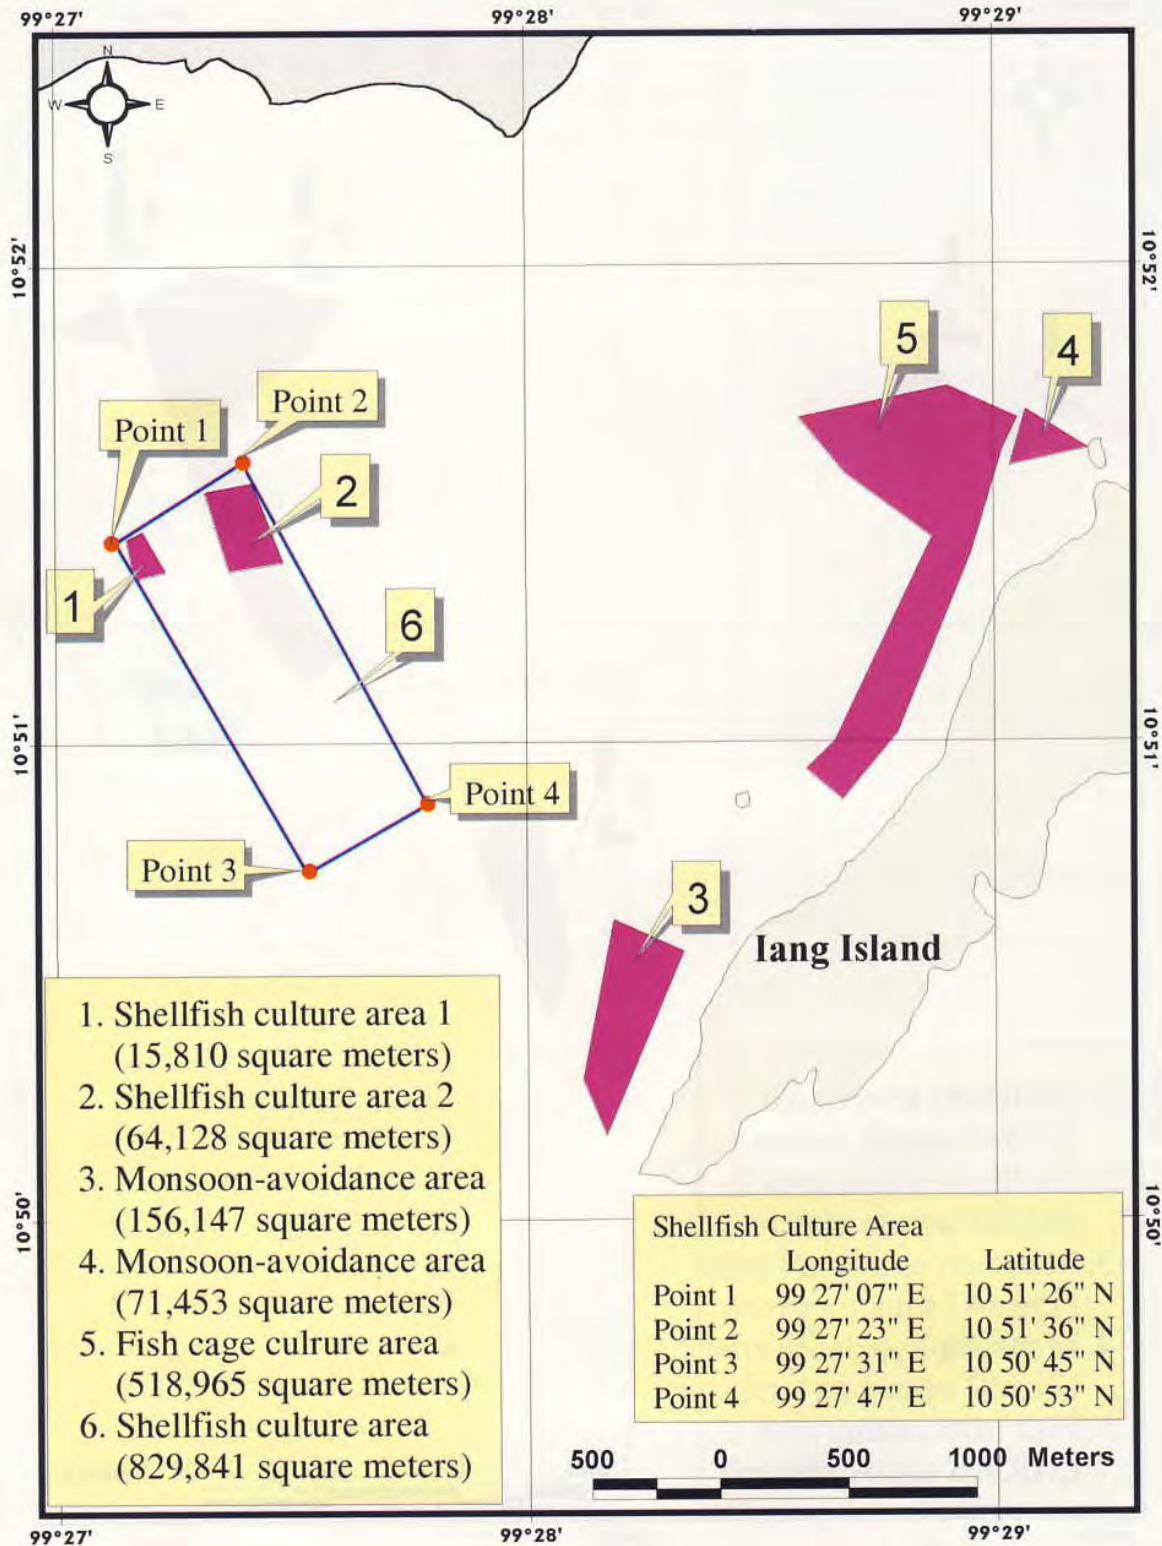 99°27' 99°28' 99°29'
N
W E
S
10°52' 10°52'
5
4
Point 2
Point 1
2
1
6
10°51' 10°51'
Point 4
Point 3
3
Iang Island
1. Shellfish culture area 1
(15,810 square meters)
2. Shellfish culture area 2
(64,128 square meters)
3. Monsoon-avoidance area
(156,147 square meters)
4. Monsoon-avoidance area
(71,453 square meters)
5. Fish cage culrure area
(518,965 square meters)
6. Shellfish culture area
(829,841 square meters)
10°50' 10°50'
Shellfish Culture Area
Longitude Latitude
Point 1 99 27' 07" E 10 51' 26" N
Point 2 99 27' 23" E 10 51' 36" N
Point 3 99 27' 31" E 10 50' 45" N
Point 4 99 27' 47" E 10 50' 53" N
500 0 500 1000 Meters
99°27' 99°28' 99°29'